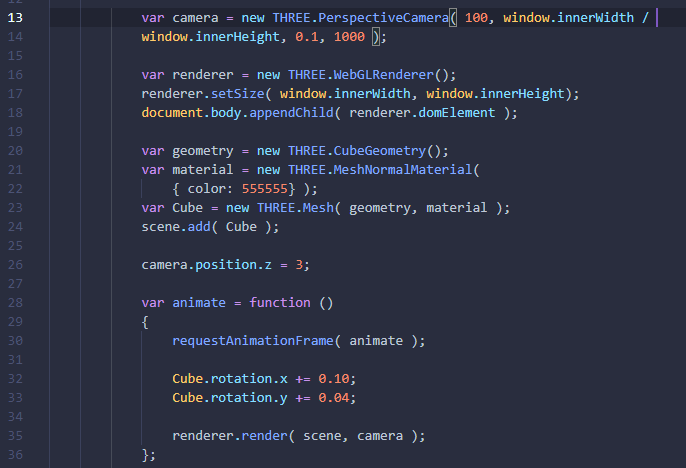 12
13 var camera = new THREE.PerspectiveCamera( 100, window.innerWidth /
14 window.innerHeight, 0.1, 1000 );
15
16 var renderer = new THREE.WebGLRenderer();
17 renderer.setSize( window.innerWidth, window.innerHeight);
18 document.body.appendChild( renderer.domElement );
19
20 var geometry = new THREE.CubeGeometry();
21 var material = new THREE.MeshNormalMaterial(
22 { color: 555555} );
23 var Cube = new THREE.Mesh( geometry, material );
24 scene.add( Cube );
25
26 camera.position.z = 3;
27
28 var animate = function ()
29 {
30 requestAnimationFrame( animate );
31
32 Cube.rotation.x += 0.10;
33 Cube.rotation.y += 0.04;
34
35 renderer.render( scene, camera );
36 };